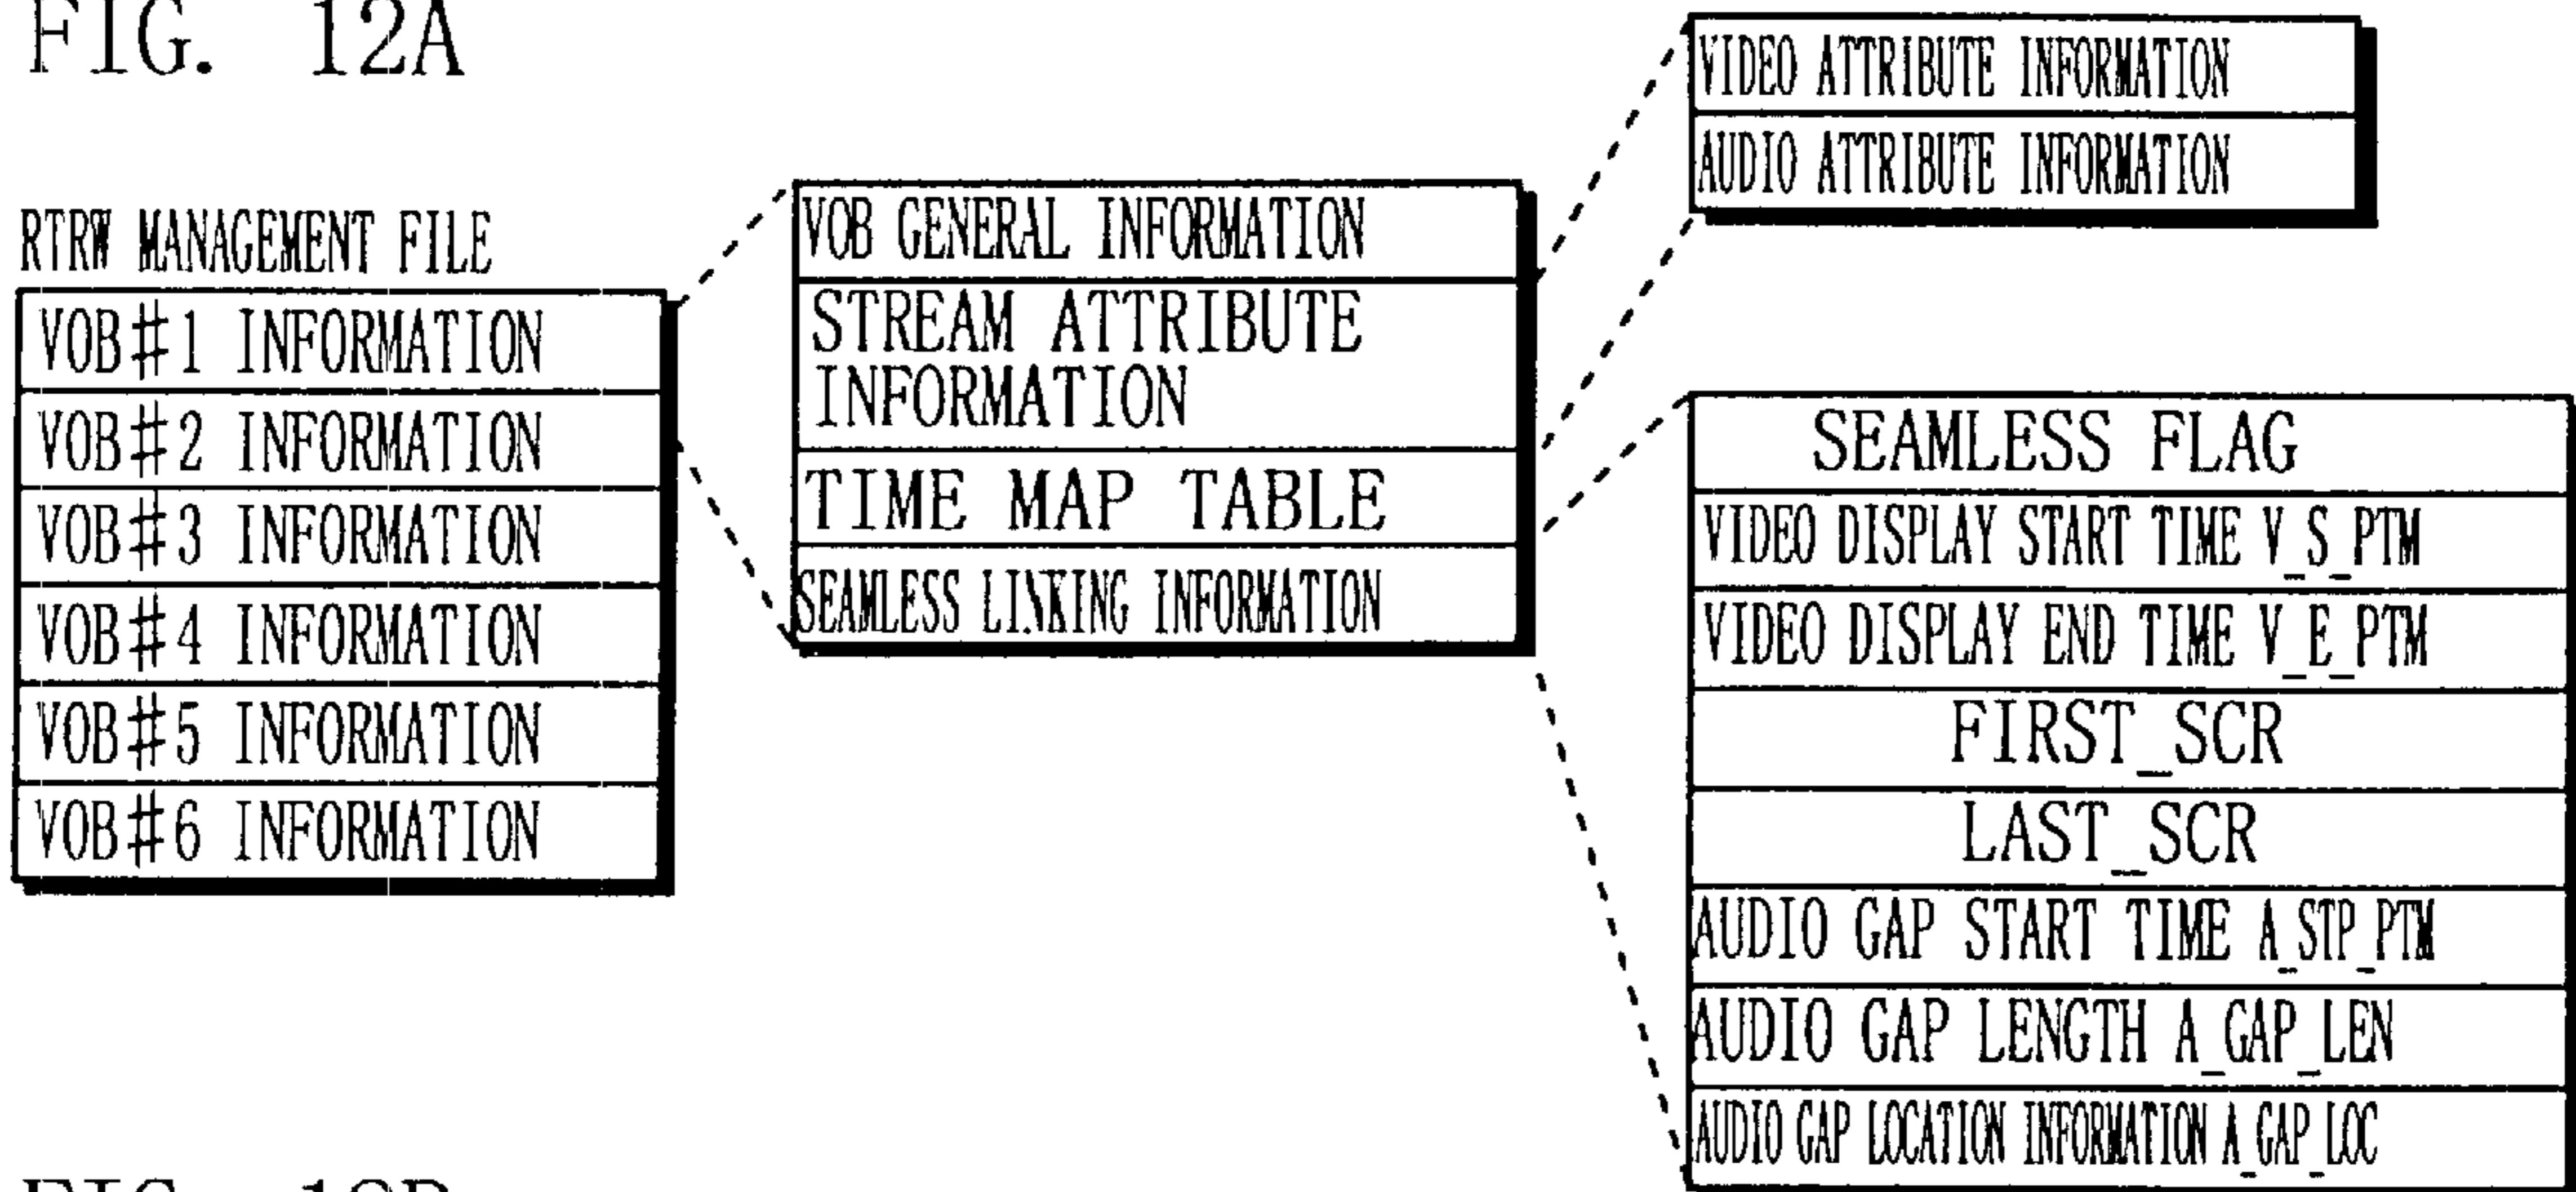 FIG. 12A
RTRW MANAGEMENT FILE
VOB#1 INFORMATION
VOB#2 INFORMATION
VOB#3 INFORMATION
VOB#4 INFORMATION
VOB#5 INFORMATION
VOB#6 INFORMATION
VOB GENERAL INFORMATION
STREAM ATTRIBUTE
INFORMATION
TIME MAP TABLE
SEAMLESS LINKING INFORMATION
VIDEO ATTRIBUTE INFORMATION
AUDIO ATTRIBUTE INFORMATION
SEAMLESS FLAG
VIDEO DISPLAY START TIME V_S_PTM
VIDEO DISPLAY END TIME V_E_PTM
FIRST_SCR
LAST_SCR
AUDIO GAP START TIME A_STP_PTM
AUDIO GAP LENGTH A_GAP_LEN
AUDIO GAP LOCATION INFORMATION A_GAP_LOC